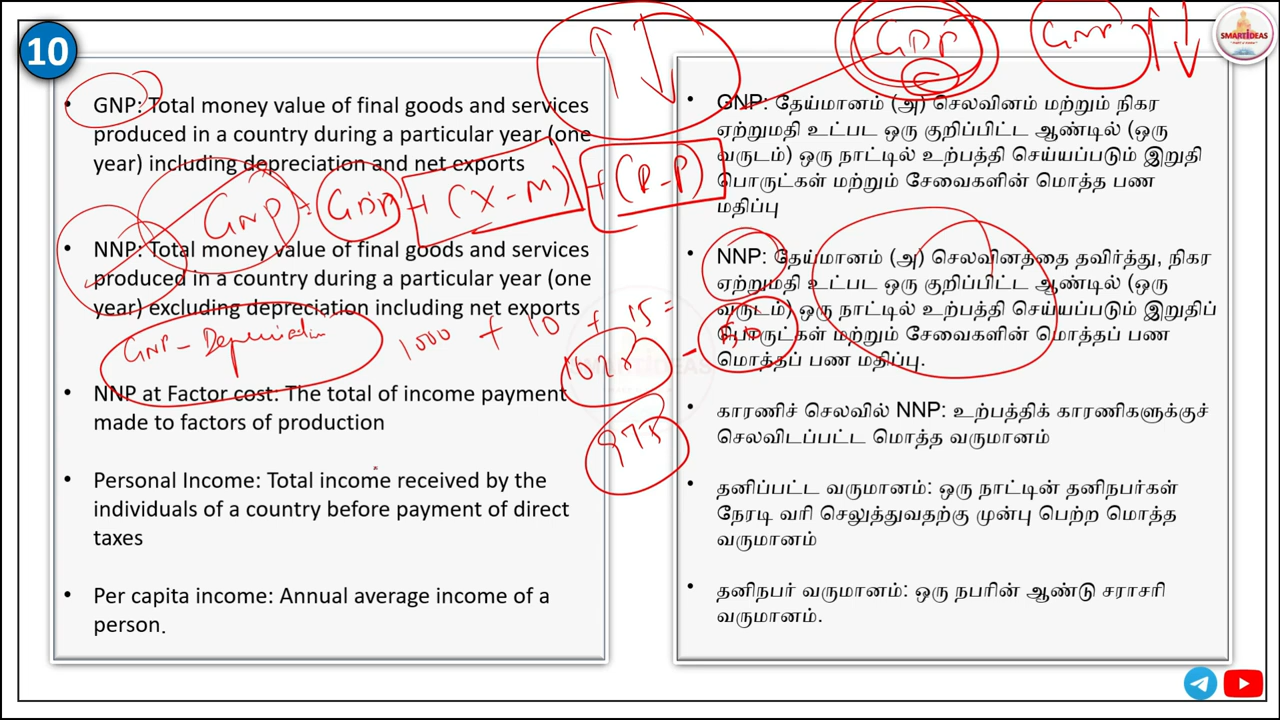 10
GDP
GNP
SMARTIDEAS
• GNP: Total money value of final goods and services
produced in a country during a particular year (one
year) including depreciation and net exports
GNP = GDP + (X-M) + (R-P)
• NNP: Total money value of final goods and services
produced in a country during a particular year (one
year) excluding depreciation including net exports
GNP - Depreciation
1000 + 10 + 15 =
1025 - 50
975
• NNP at Factor cost: The total of income payment
made to factors of production
• Personal Income: Total income received by the
individuals of a country before payment of direct
taxes
• Per capita income: Annual average income of a
person.
• GNP: தேய்மானம் (அ) செலவினம் மற்றும் நிகர
ஏற்றுமதி உட்பட ஒரு குறிப்பிட்ட ஆண்டில் (ஒரு
வருடம்) ஒரு நாட்டில் உற்பத்தி செய்யப்படும் இறுதி
பொருட்கள் மற்றும் சேவைகளின் மொத்த பண
மதிப்பு
• NNP: தேய்மானம் (அ) செலவினத்தை தவிர்த்து, நிகர
ஏற்றுமதி உட்பட ஒரு குறிப்பிட்ட ஆண்டில் (ஒரு
வருடம்) ஒரு நாட்டில் உற்பத்தி செய்யப்படும் இறுதிப்
பொருட்கள் மற்றும் சேவைகளின் மொத்தப் பண
மொத்தப் பண மதிப்பு.
• காரணிச் செலவில் NNP: உற்பத்திக் காரணிகளுக்குச்
செலவிடப்பட்ட மொத்த வருமானம்
• தனிப்பட்ட வருமானம்: ஒரு நாட்டின் தனிநபர்கள்
நேரடி வரி செலுத்துவதற்கு முன்பு பெற்ற மொத்த
வருமானம்
• தனிநபர் வருமானம்: ஒரு நபரின் ஆண்டு சராசரி
வருமானம்.